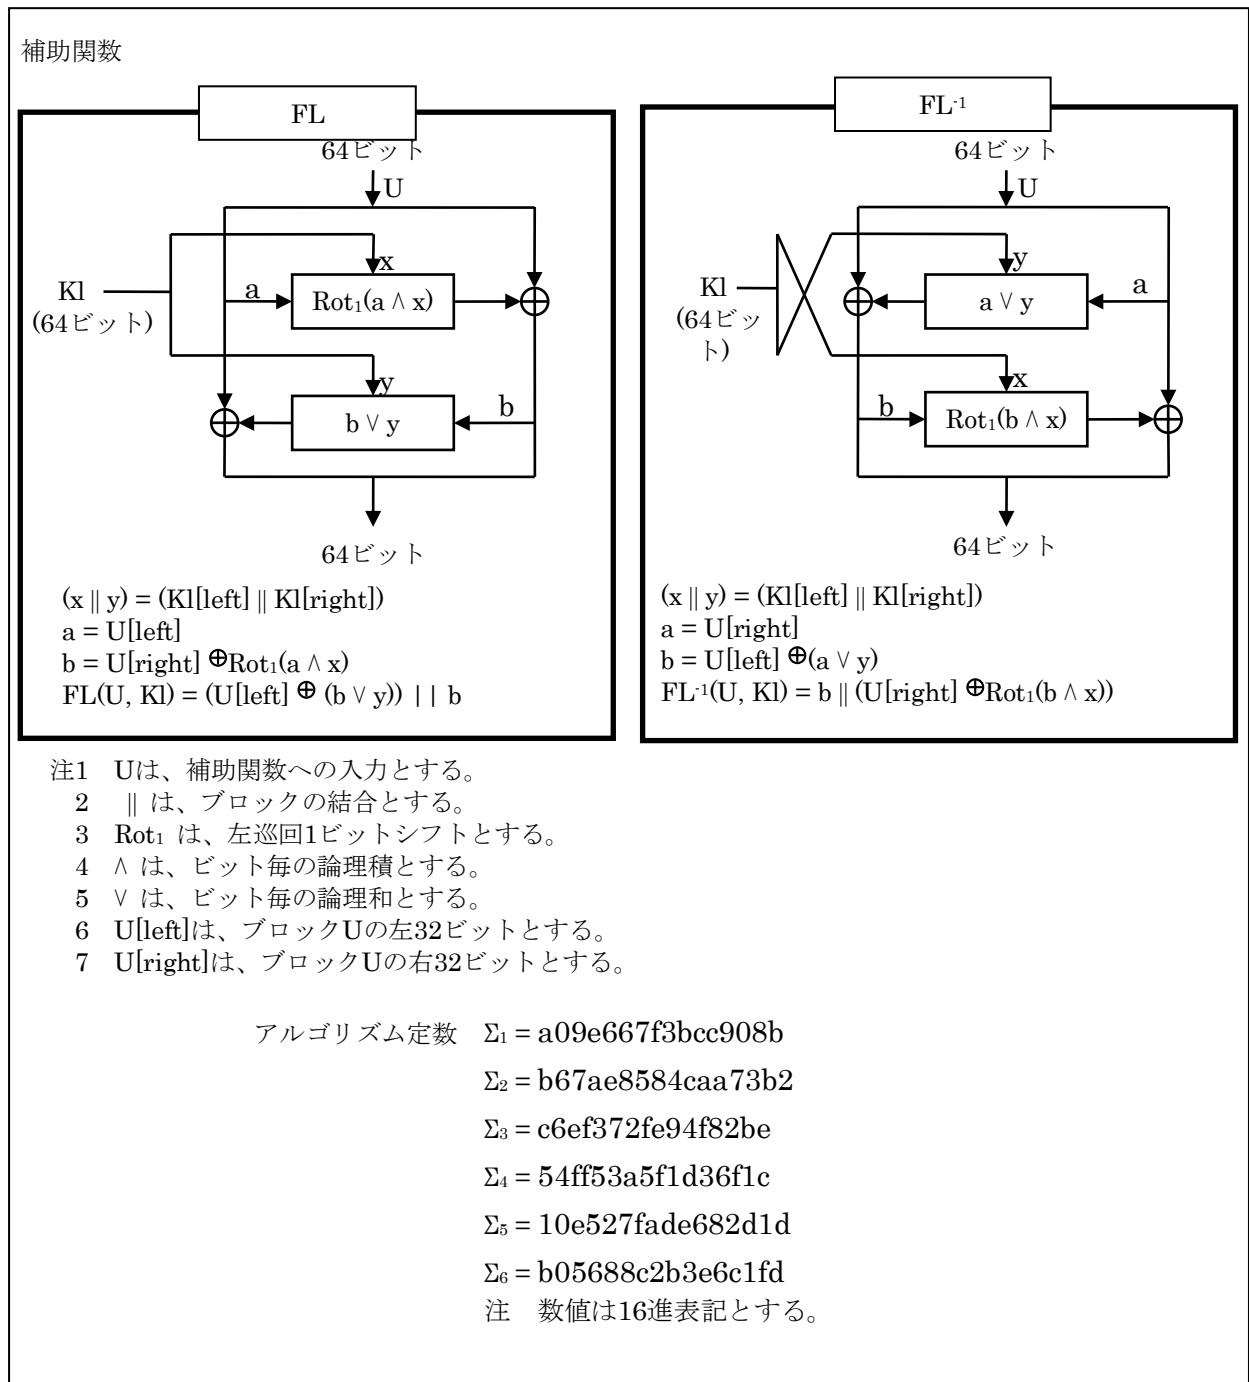 補助関数
FL
64ビット
U
x
Kl
(64ビット)
a
Rot₁(a ∧ x)
y
b ∨ y
b
64ビット
(x || y) = (Kl[left] || Kl[right])
a = U[left]
b = U[right] ⊕Rot₁(a ∧ x)
FL(U, Kl) = (U[left] ⊕ (b ∨ y)) || b
FL⁻¹
64ビット
U
y
Kl
(64ビッ
ト)
a ∨ y
a
x
b
Rot₁(b ∧ x)
64ビット
(x || y) = (Kl[left] || Kl[right])
a = U[right]
b = U[left] ⊕(a ∨ y)
FL⁻¹(U, Kl) = b || (U[right] ⊕Rot₁(b ∧ x))
注1 Uは、補助関数への入力とする。
2 || は、ブロックの結合とする。
3 Rot₁ は、左巡回1ビットシフトとする。
4 ∧ は、ビット毎の論理積とする。
5 ∨ は、ビット毎の論理和とする。
6 U[left]は、ブロックUの左32ビットとする。
7 U[right]は、ブロックUの右32ビットとする。
アルゴリズム定数 Σ₁ = a09e667f3bcc908b
Σ₂ = b67ae8584caa73b2
Σ₃ = c6ef372fe94f82be
Σ₄ = 54ff53a5f1d36f1c
Σ₅ = 10e527fade682d1d
Σ₆ = b05688c2b3e6c1fd
注 数値は16進表記とする。